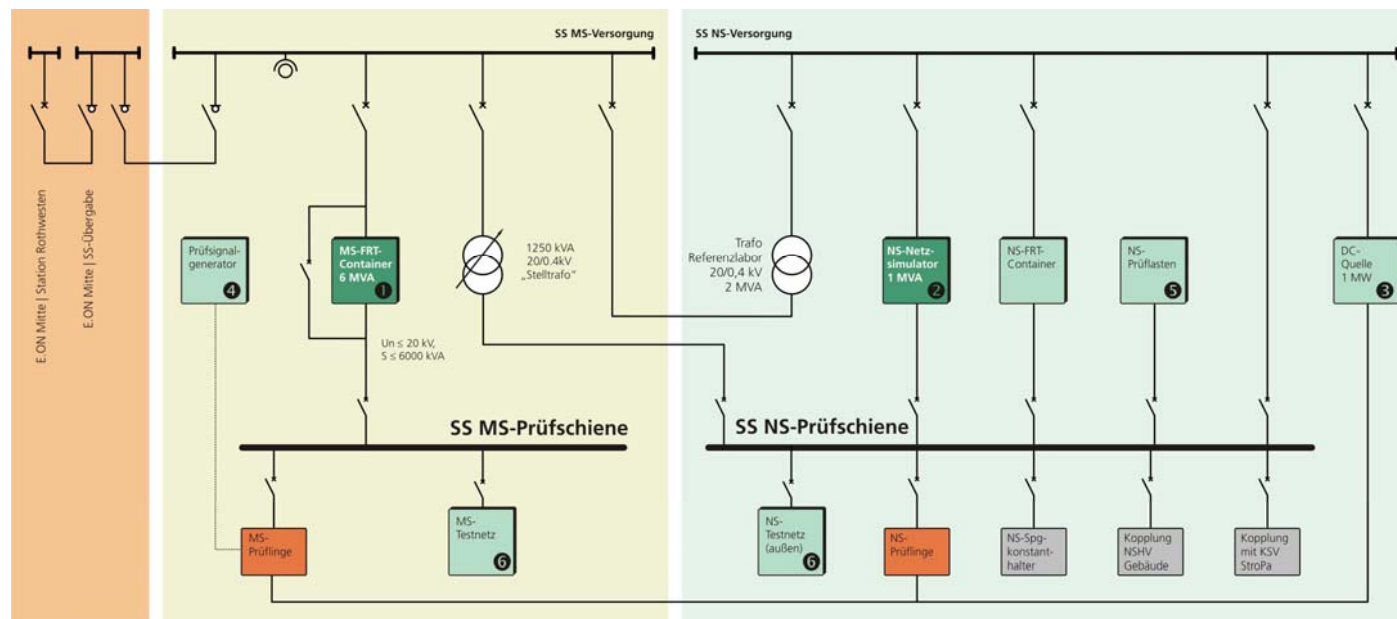 SS MS-Versorgung
SS NS-Versorgung
E.ON Mitte | Station Rothwesten
E.ON Mitte | SS-Übergabe
Prüfsignal-
generator
4
MS-FRT-
Container
6 MVA
1
1250 kVA
20/0.4kV
„Stelltrafo“
Trafo
Referenzlabor
20/0,4 kV
2 MVA
NS-Netz-
simulator
1 MVA
2
NS-FRT-
Container
NS-
Prüflasten
5
DC-
Quelle
1 MW
3
Un ≤ 20 kV,
S ≤ 6000 kVA
SS MS-Prüfschiene
SS NS-Prüfschiene
MS-
Prüflinge
MS-
Testnetz
6
NS-
Testnetz
(außen)
6
NS-
Prüflinge
NS-Spg-
konstant-
halter
Kopplung
NSHV
Gebäude
Kopplung
mit KSV
StroPa